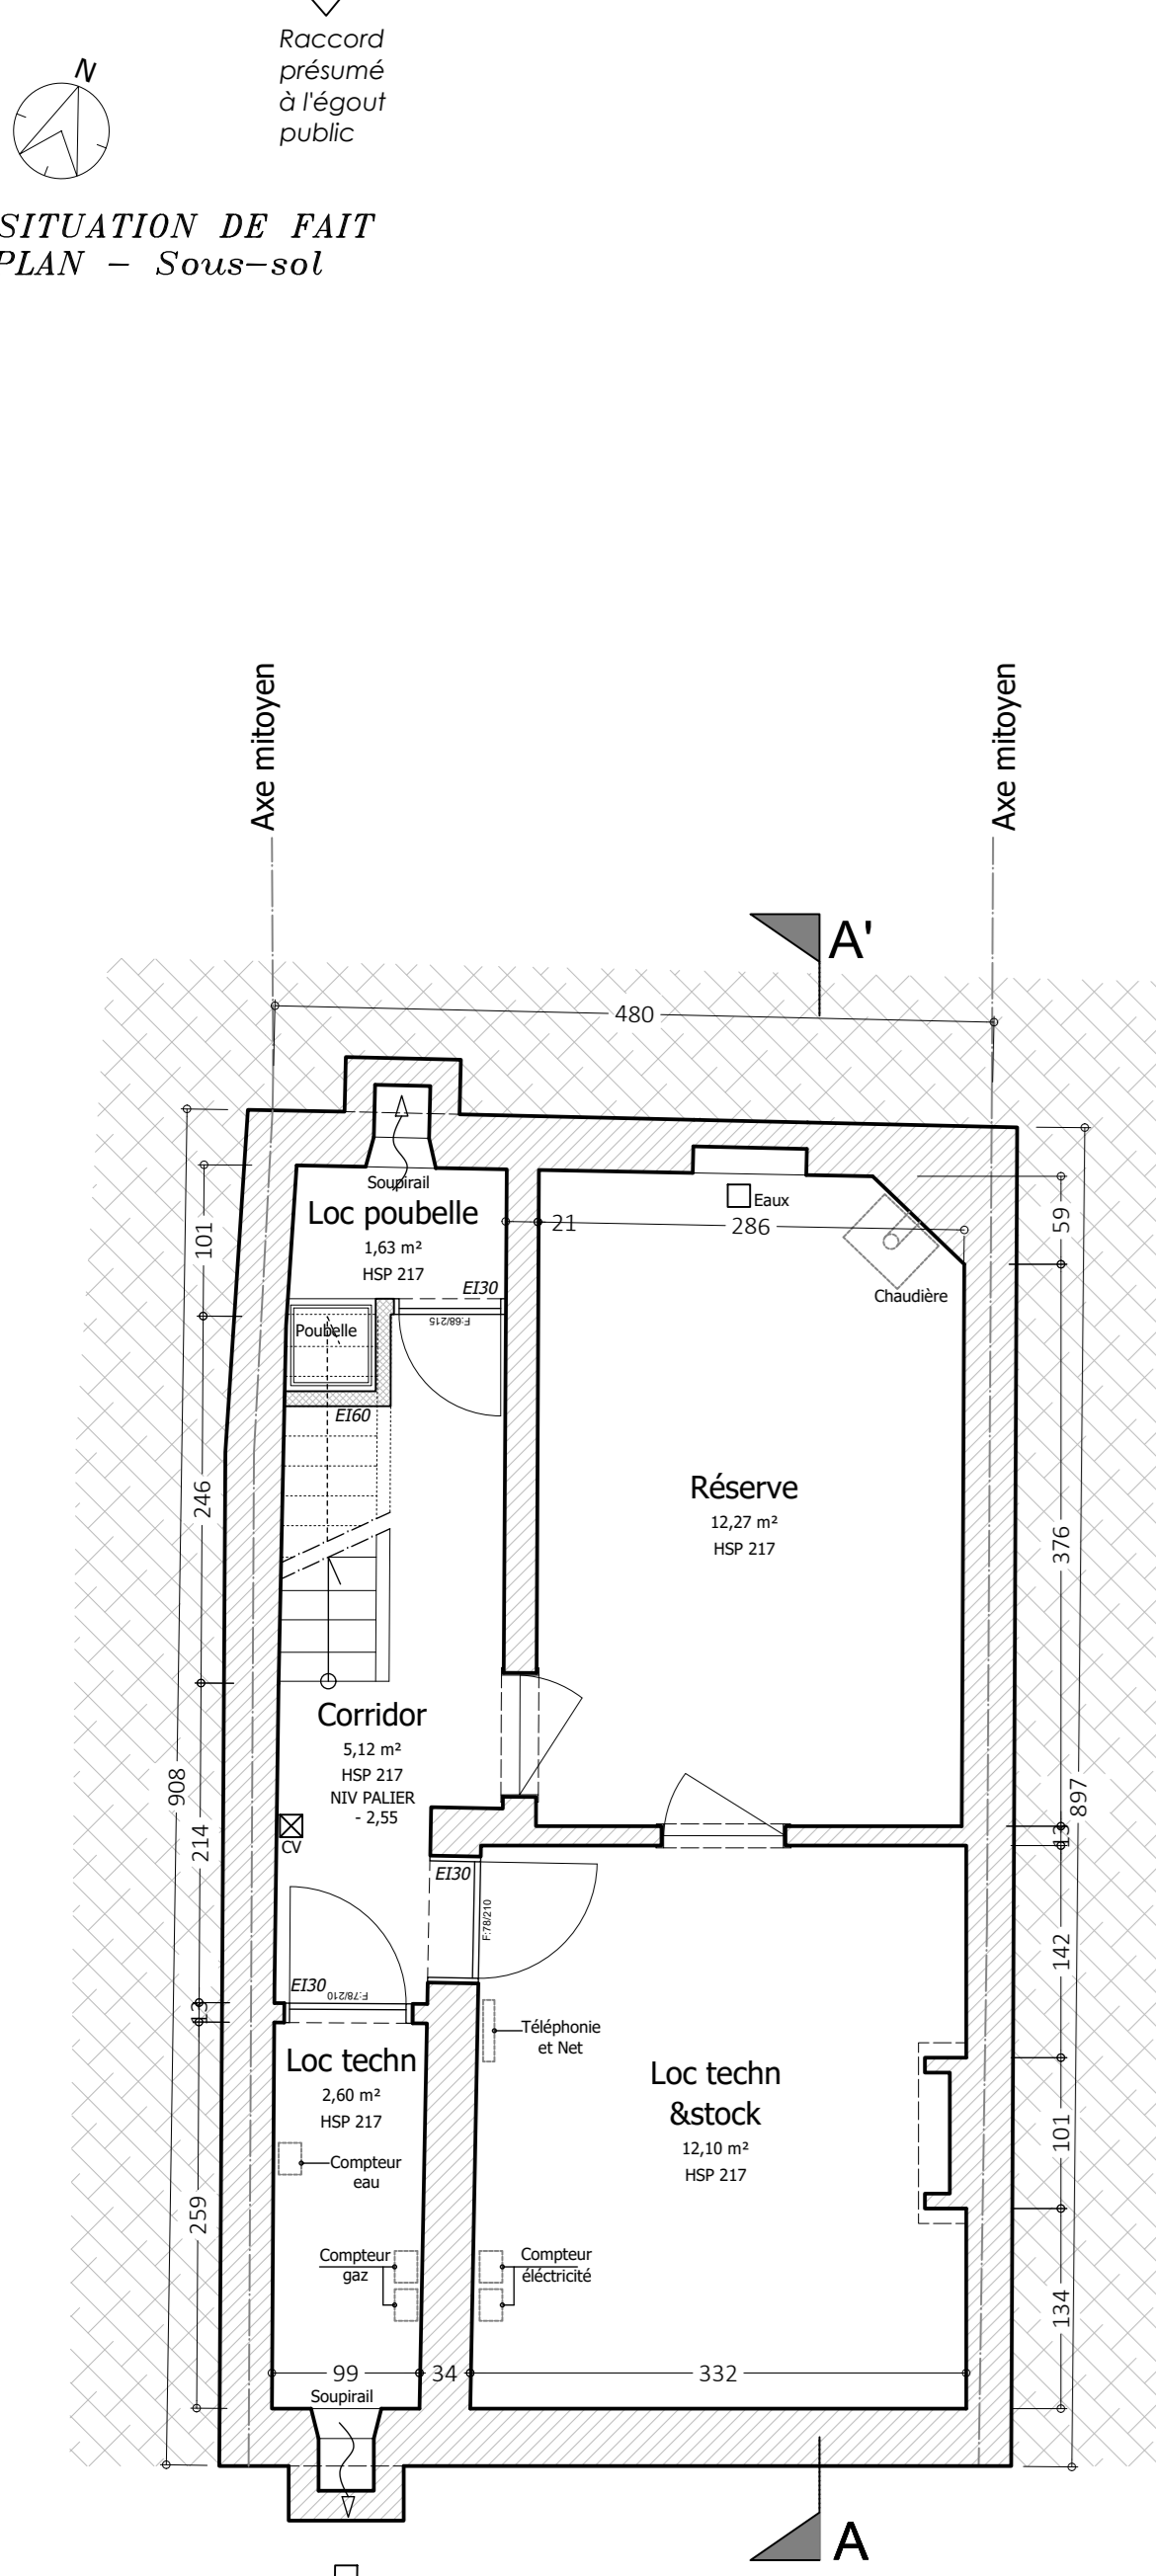 Raccord
présumé
à l'égout
public
N
SITUATION DE FAIT
PLAN - Sous-sol
Axe mitoyen
Axe mitoyen
A'
480
Soupirail
Loc poubelle
1,63 m²
HSP 217
EI30
F:68/215
Poubelle
EI60
101
246
908
214
13
259
21
286
Eaux
Chaudière
59
376
897
13
142
101
134
Réserve
12,27 m²
HSP 217
Corridor
5,12 m²
HSP 217
NIV PALIER
- 2,55
CV
EI30
F:78/210
EI30
F:78/210
Téléphonie
et Net
Loc techn
2,60 m²
HSP 217
Loc techn
&stock
12,10 m²
HSP 217
Compteur
eau
Compteur
gaz
Compteur
éléctricité
99
34
332
Soupirail
A